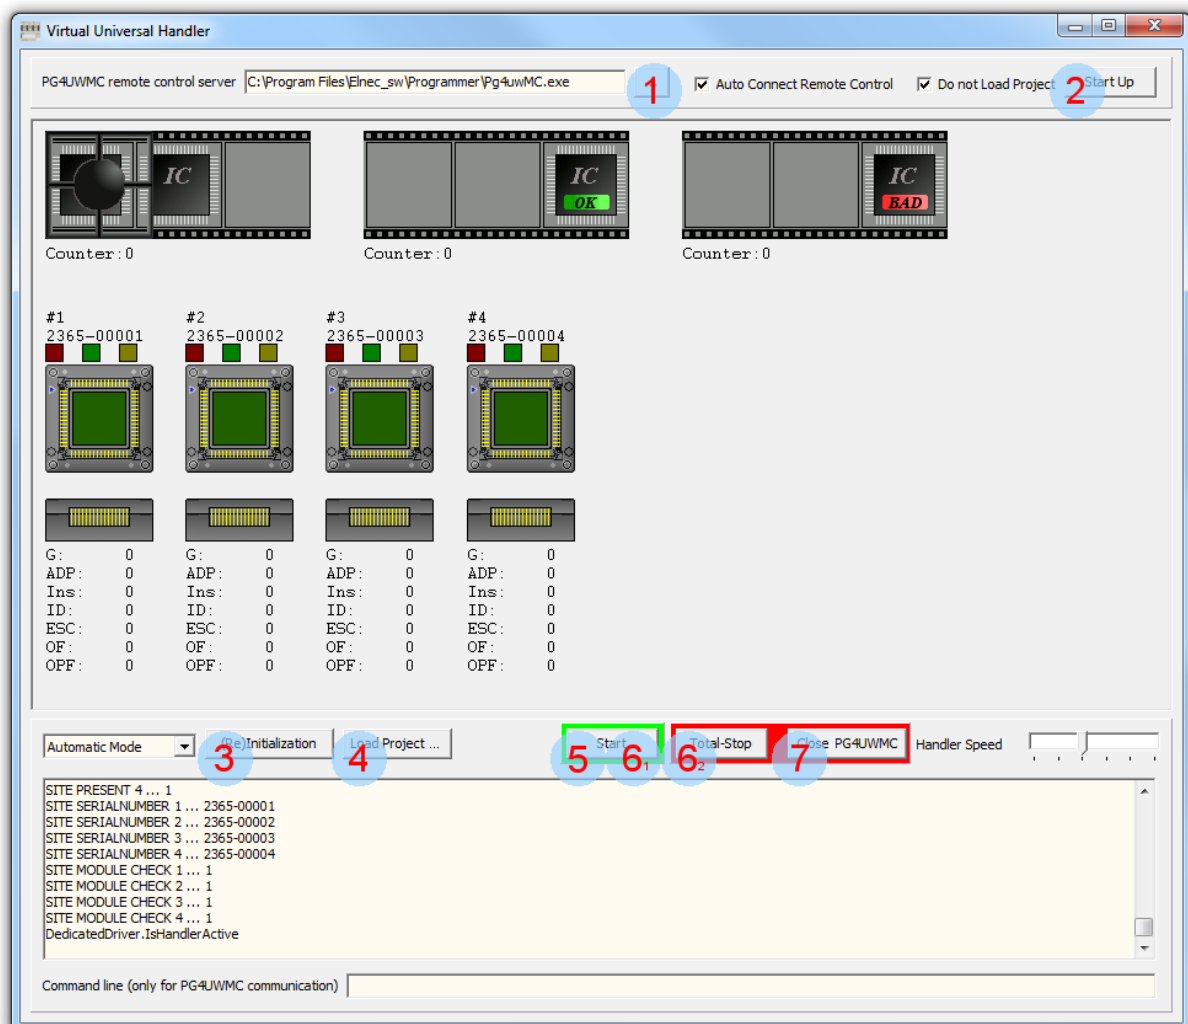 Virtual Universal Handler
PG4UWMC remote control server C:\Program Files\Elnec_sw\Programmer\Pg4uwMC.exe 1 Auto Connect Remote Control Do not Load Project 2 Start Up
IC IC OK IC BAD
Counter:0 Counter:0 Counter:0
#1 #2 #3 #4
2365-00001 2365-00002 2365-00003 2365-00004
G: 0 G: 0 G: 0 G: 0
ADP: 0 ADP: 0 ADP: 0 ADP: 0
Ins: 0 Ins: 0 Ins: 0 Ins: 0
ID: 0 ID: 0 ID: 0 ID: 0
ESC: 0 ESC: 0 ESC: 0 ESC: 0
OF: 0 OF: 0 OF: 0 OF: 0
OPF: 0 OPF: 0 OPF: 0 OPF: 0
Automatic Mode 3 (Re)Initialization 4 Load Project ... 5 Start 6 1 6 2 Total-Stop 7 Close PG4UWMC Handler Speed
SITE PRESENT 4 ... 1
SITE SERIALNUMBER 1 ... 2365-00001
SITE SERIALNUMBER 2 ... 2365-00002
SITE SERIALNUMBER 3 ... 2365-00003
SITE SERIALNUMBER 4 ... 2365-00004
SITE MODULE CHECK 1 ... 1
SITE MODULE CHECK 2 ... 1
SITE MODULE CHECK 3 ... 1
SITE MODULE CHECK 4 ... 1
DedicatedDriver.IsHandlerActive
Command line (only for PG4UWMC communication)